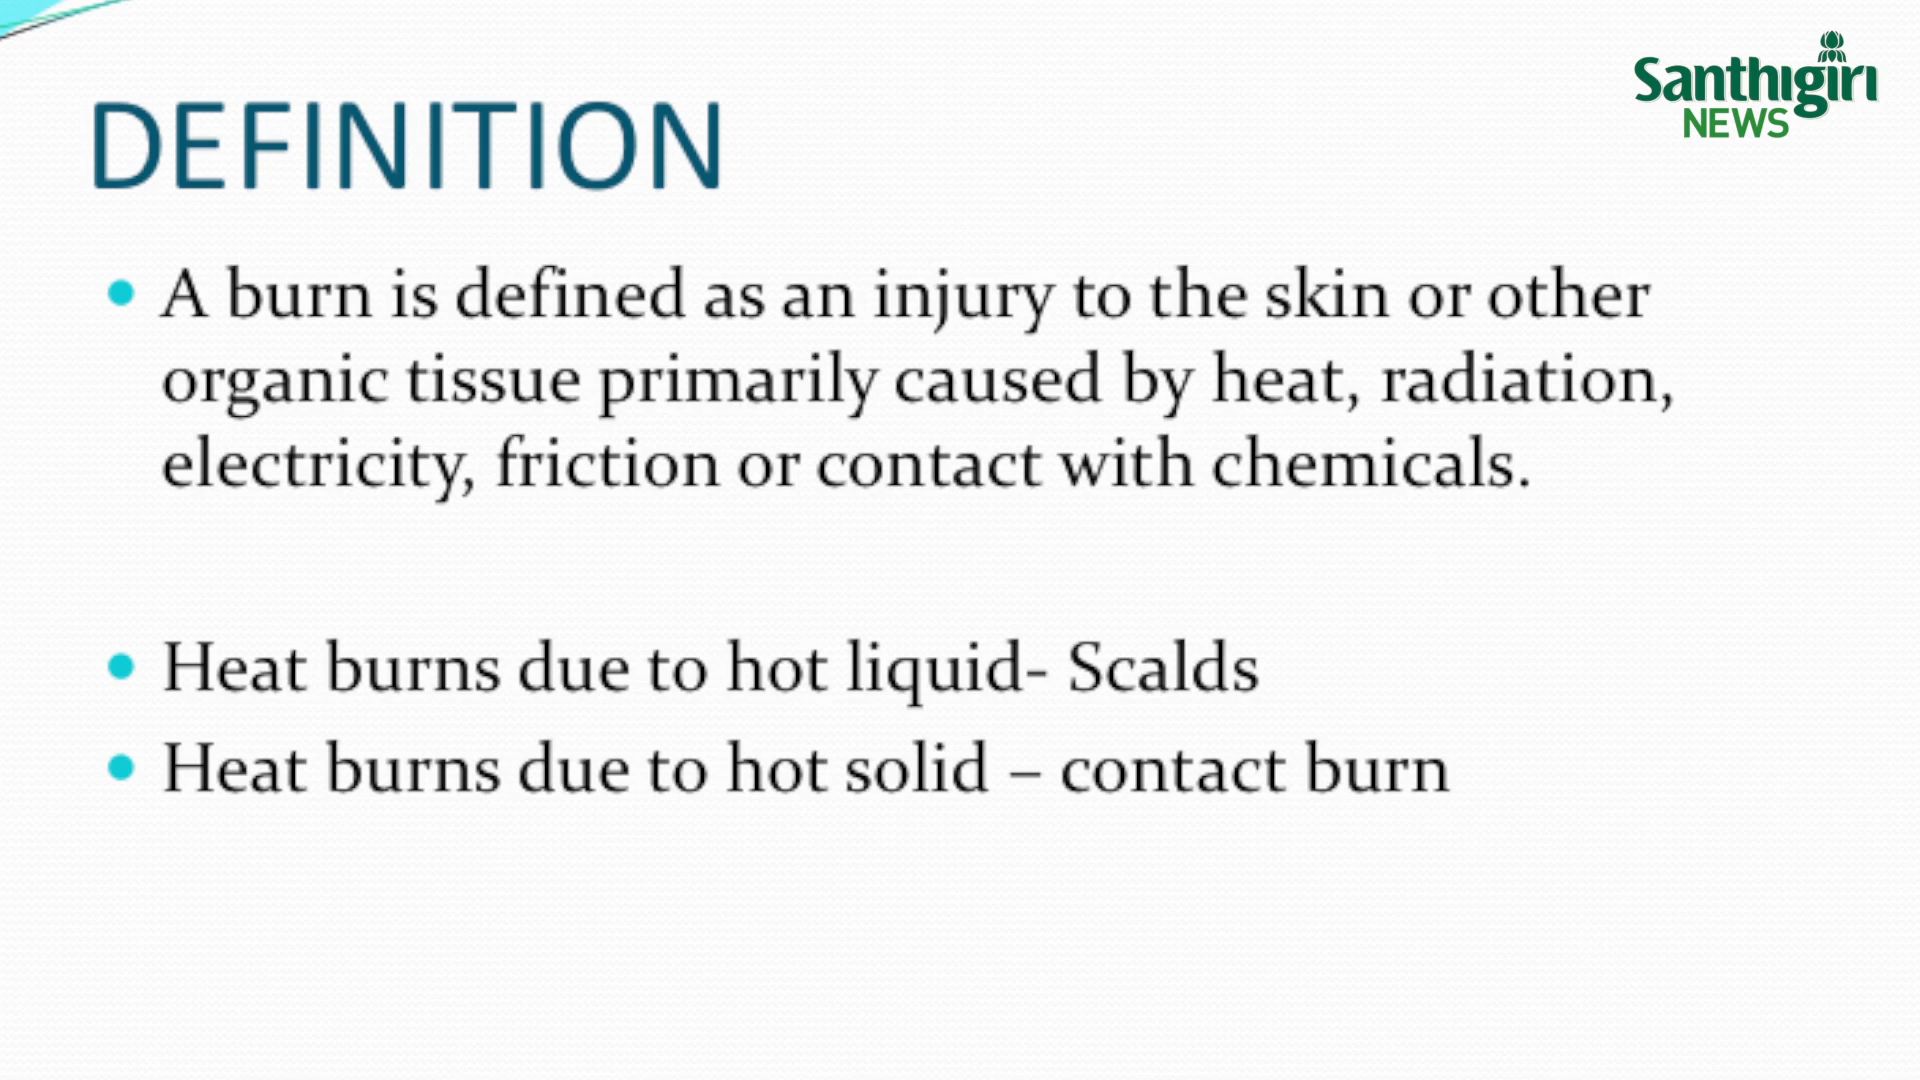 Santhigiri
NEWS
DEFINITION
• A burn is defined as an injury to the skin or other
organic tissue primarily caused by heat, radiation,
electricity, friction or contact with chemicals.
• Heat burns due to hot liquid- Scalds
• Heat burns due to hot solid – contact burn